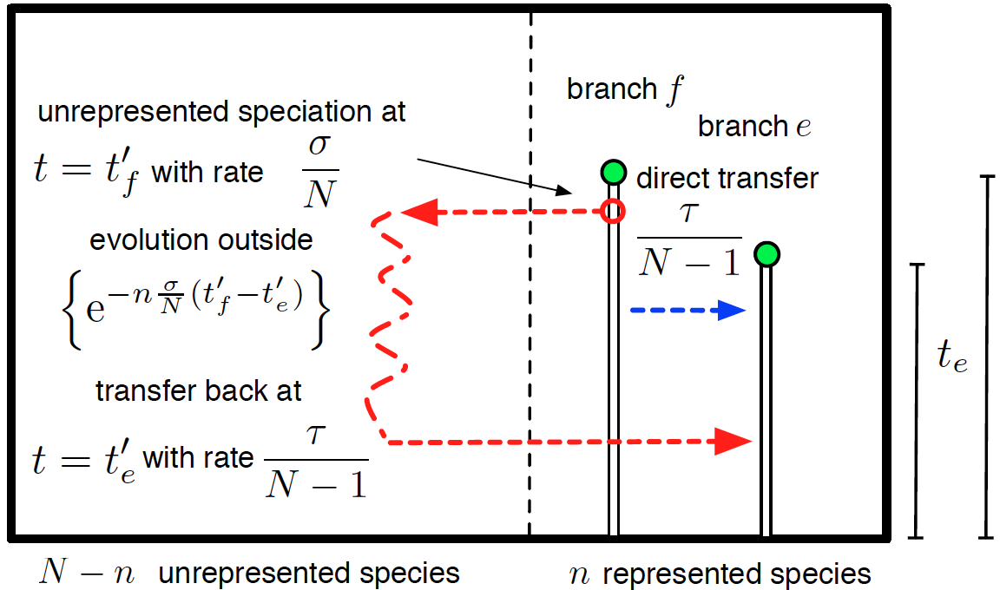 branch f
branch e
unrepresented speciation at
t = t'_f with rate σ/N
direct transfer
τ/(N − 1)
evolution outside
{e^{−n σ/N (t'_f − t'_e)}}
t_e
transfer back at
t = t'_e with rate τ/(N − 1)
N − n unrepresented species
n represented species